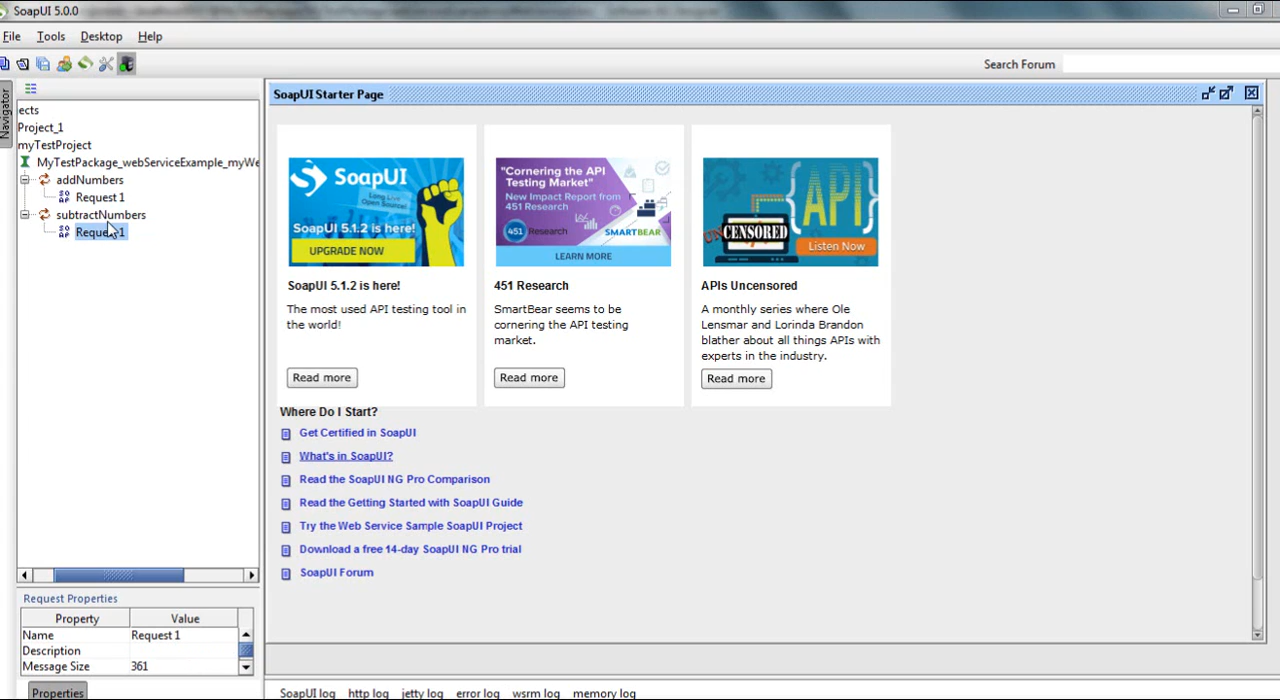 SoapUI 5.0.0
File Tools Desktop Help
Search Forum
Navigator
ects
Project_1
myTestProject
MyTestPackage_webServiceExample_myWe
addNumbers
Request 1
subtractNumbers
Request 1
SoapUI Starter Page
SoapUI
Long Live Open Source!
SoapUI 5.1.2 is here!
UPGRADE NOW
SoapUI 5.1.2 is here!
The most used API testing tool in
the world!
Read more
"Cornering the API
Testing Market"
New Impact Report from
451 Research
451 Research
SMARTBEAR
LEARN MORE
451 Research
SmartBear seems to be
cornering the API testing
market.
Read more
API
UNCENSORED
Listen Now
APIs Uncensored
A monthly series where Ole
Lensmar and Lorinda Brandon
blather about all things APIs with
experts in the industry.
Read more
Where Do I Start?
Get Certified in SoapUI
What's in SoapUI?
Read the SoapUI NG Pro Comparison
Read the Getting Started with SoapUI Guide
Try the Web Service Sample SoapUI Project
Download a free 14-day SoapUI NG Pro trial
SoapUI Forum
Request Properties
Property Value
Name Request 1
Description
Message Size 361
Properties
SoapUI log http log jetty log error log wsrm log memory log